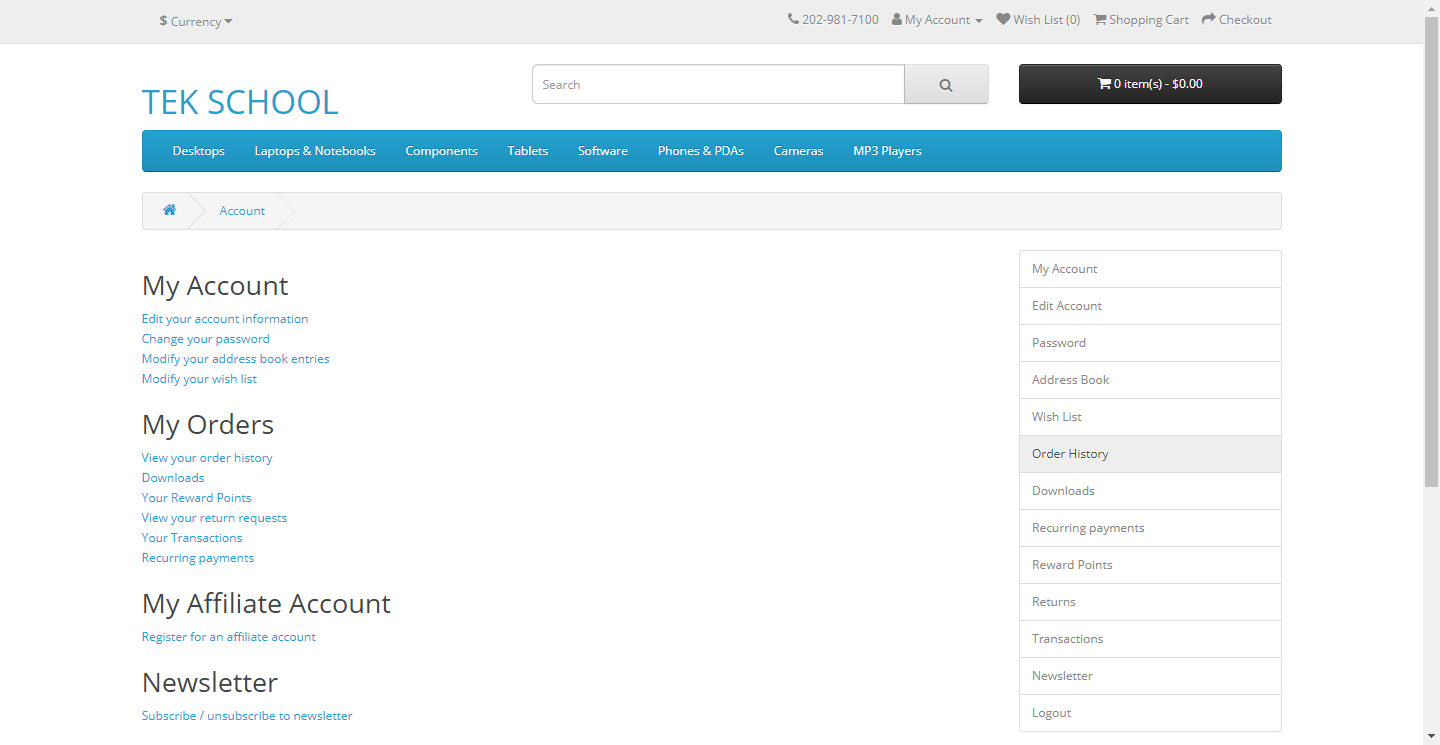 $ Currency
202-981-7100 My Account Wish List (0) Shopping Cart Checkout
TEK SCHOOL
Search
0 item(s) - $0.00
Desktops Laptops & Notebooks Components Tablets Software Phones & PDAs Cameras MP3 Players
Account
My Account
Edit your account information
Change your password
Modify your address book entries
Modify your wish list
My Orders
View your order history
Downloads
Your Reward Points
View your return requests
Your Transactions
Recurring payments
My Affiliate Account
Register for an affiliate account
Newsletter
Subscribe / unsubscribe to newsletter
My Account
Edit Account
Password
Address Book
Wish List
Order History
Downloads
Recurring payments
Reward Points
Returns
Transactions
Newsletter
Logout